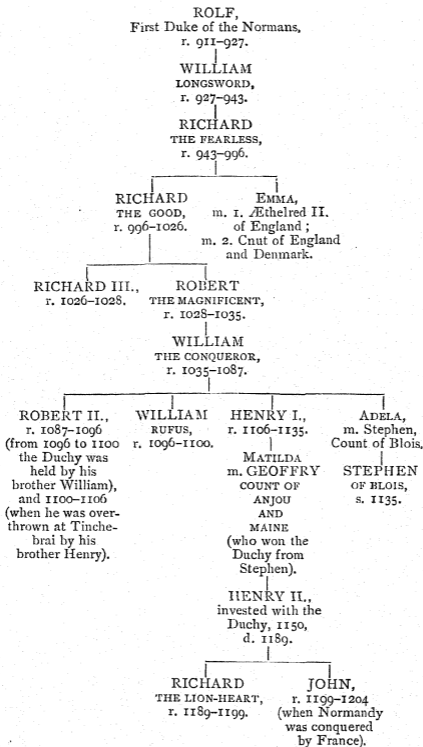 ROLF,
First Duke of the Normans,
r. 911–927.
WILLIAM
LONGSWORD,
r. 927–943.
RICHARD
THE FEARLESS,
r. 943–996.
RICHARD
THE GOOD,
r. 996–1026.
EMMA,
m. 1. Æthelred II.
of England ;
m. 2. Cnut of England
and Denmark.
RICHARD III.,
r. 1026–1028.
ROBERT
THE MAGNIFICENT,
r. 1028–1035.
WILLIAM
THE CONQUEROR,
r. 1035–1087.
ROBERT II.,
r. 1087–1096
(from 1096 to 1100
the Duchy was
held by his
brother William),
and 1100–1106
(when he was over-
thrown at Tinche-
brai by his
brother Henry).
WILLIAM
RUFUS,
r. 1096–1100.
HENRY I.,
r. 1106–1135.
MATILDA
m. GEOFFRY
COUNT OF
ANJOU
AND
MAINE
(who won the
Duchy from
Stephen).
ADELA,
m. Stephen,
Count of Blois.
STEPHEN
OF BLOIS,
s. 1135.
HENRY II.,
invested with the
Duchy, 1150,
d. 1189.
RICHARD
THE LION-HEART,
r. 1189–1199.
JOHN,
r. 1199–1204
(when Normandy
was conquered
by France).